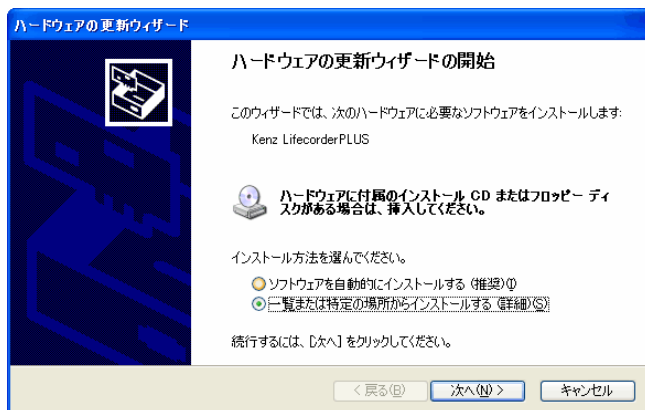 ハードウェアの更新ウィザード
ハードウェアの更新ウィザードの開始
このウィザードでは、次のハードウェアに必要なソフトウェアをインストールします:
Kenz LifecorderPLUS
ハードウェアに付属のインストール CD またはフロッピー ディ
スクがある場合は、挿入してください。
インストール方法を選んでください。
ソフトウェアを自動的にインストールする (推奨)(I)
一覧または特定の場所からインストールする (詳細)(S)
続行するには、[次へ] をクリックしてください。
< 戻る(B)
次へ(N) >
キャンセル